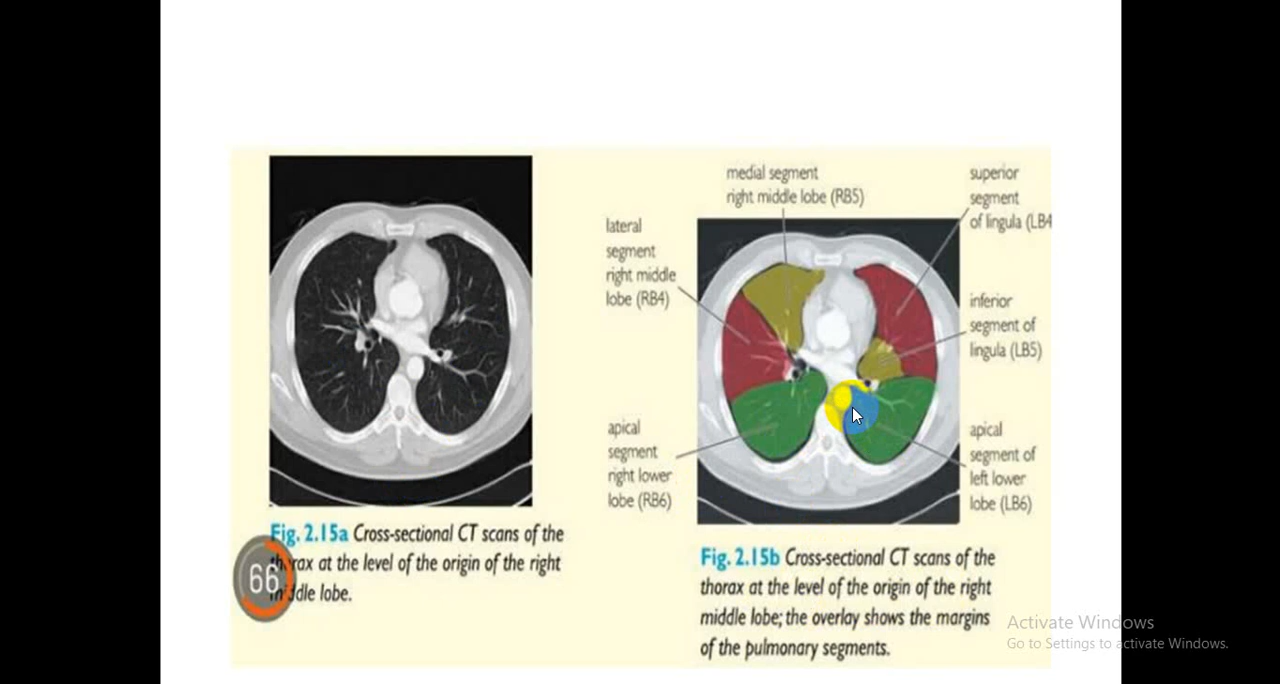 medial segment
right middle lobe (RB5)
superior
segment
of lingula (LB4
lateral
segment
right middle
lobe (RB4)
inferior
segment of
lingula (LB5)
apical
segment
right lower
lobe (RB6)
apical
segment of
left lower
lobe (LB6)
Fig. 2.15a Cross-sectional CT scans of the
thorax at the level of the origin of the right
middle lobe.
66
Fig. 2.15b Cross-sectional CT scans of the
thorax at the level of the origin of the right
middle lobe; the overlay shows the margins
of the pulmonary segments.
Activate Windows
Go to Settings to activate Windows.